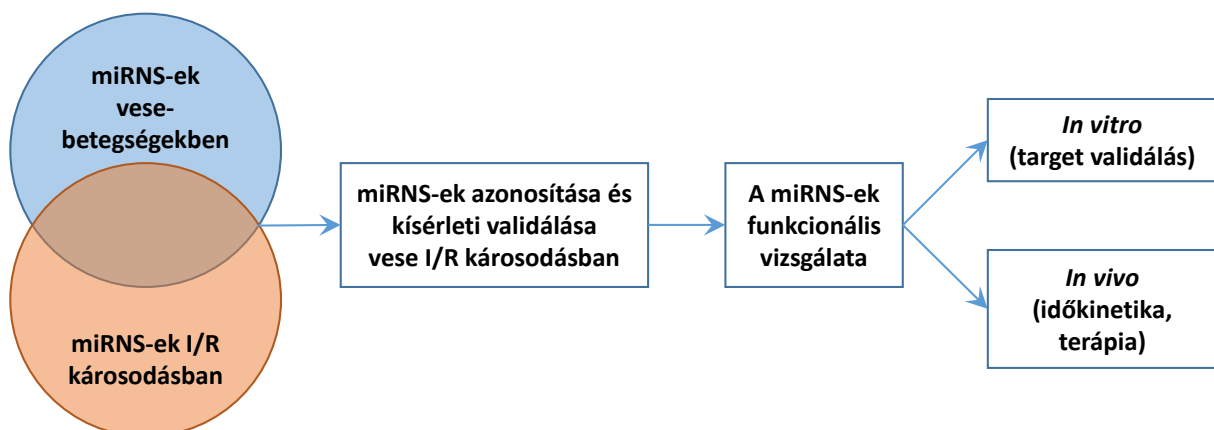 miRNS-ek
vese-
betegségekben
miRNS-ek I/R
károsodásban
miRNS-ek azonosítása és
kísérleti validálása
vese I/R károsodásban
A miRNS-ek
funkcionális
vizsgálata
In vitro
(target validálás)
In vivo
(időkinetika,
terápia)